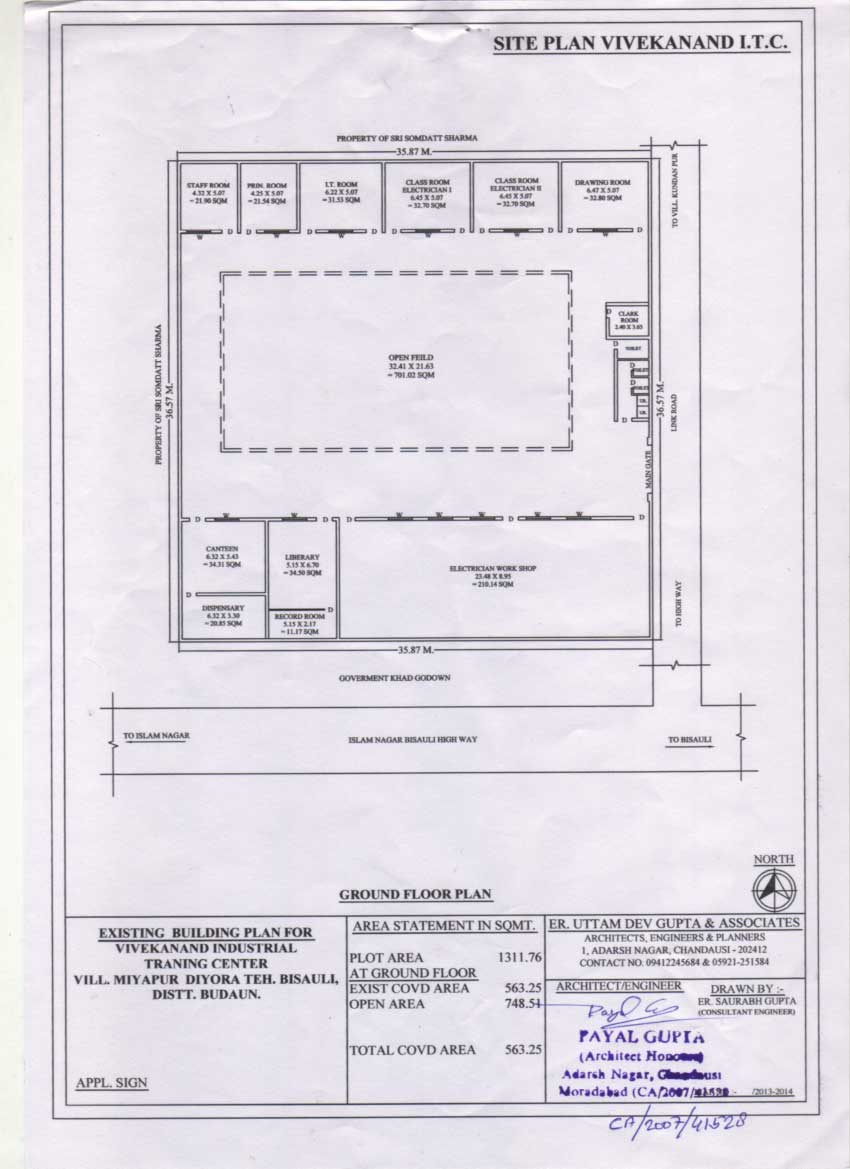 SITE PLAN VIVEKANAND I.T.C.
PROPERTY OF SRI SOMDATT SHARMA
35.87 M.
STAFF ROOM
4.32 X 5.07
= 21.90 SQM
PRIN. ROOM
4.25 X 5.07
= 21.54 SQM
I.T. ROOM
6.22 X 5.07
= 31.53 SQM
CLASS ROOM
ELECTRICIAN I
6.45 X 5.07
= 32.70 SQM
CLASS ROOM
ELECTRICIAN II
6.45 X 5.07
= 32.70 SQM
DRAWING ROOM
6.47 X 5.07
= 32.80 SQM
TO VILL. KUNDAN PUR
W D D W D W D W D W W D
OPEN FEILD
32.41 X 21.63
= 701.02 SQM
PROPERTY OF SRI SOMDATT SHARMA
36.57 M.
D
CLARK
ROOM
2.40 X 3.65
D
TOILET
D
TOILET
D
TOILET
UR.
UR.
D
36.57 M.
LINK ROAD
MAIN GATE
D W W D D W W W D W W D
CANTEEN
6.32 X 5.43
= 34.31 SQM
LIBERARY
5.15 X 6.70
= 34.50 SQM
ELECTRICIAN WORK SHOP
23.48 X 8.95
= 210.14 SQM
D
DISPENSARY
6.32 X 3.30
= 20.85 SQM
D
RECORD ROOM
5.15 X 2.17
= 11.17 SQM
TO HIGH WAY
35.87 M.
GOVERMENT KHAD GODOWN
TO ISLAM NAGAR
ISLAM NAGAR BISAULI HIGH WAY
TO BISAULI
NORTH
GROUND FLOOR PLAN
EXISTING BUILDING PLAN FOR
VIVEKANAND INDUSTRIAL
TRANING CENTER
VILL. MIYAPUR DIYORA TEH. BISAULI,
DISTT. BUDAUN.
APPL. SIGN
AREA STATEMENT IN SQMT.
PLOT AREA 1311.76
AT GROUND FLOOR
EXIST COVD AREA 563.25
OPEN AREA 748.51
TOTAL COVD AREA 563.25
ER. UTTAM DEV GUPTA & ASSOCIATES
ARCHITECTS, ENGINEERS & PLANNERS
1, ADARSH NAGAR, CHANDAUSI - 202412
CONTACT NO. 09412245684 & 05921-251584
ARCHITECT/ENGINEER
DRAWN BY :-
ER. SAURABH GUPTA
(CONSULTANT ENGINEER)
PAYAL GUPTA
(Architect
Adarsh Nagar, Chandausi
Moradabad (CA/2007/41528 :- /2013-2014
CA/2007/41528